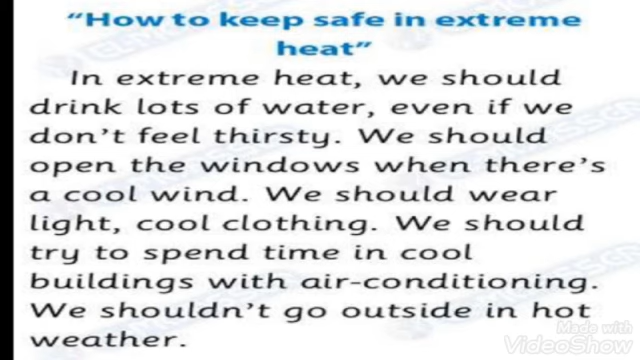 “How to keep safe in extreme
heat”
In extreme heat, we should
drink lots of water, even if we
don’t feel thirsty. We should
open the windows when there’s
a cool wind. We should wear
light, cool clothing. We should
try to spend time in cool
buildings with air-conditioning.
We shouldn’t go outside in hot
weather.
Made with
VideoShow